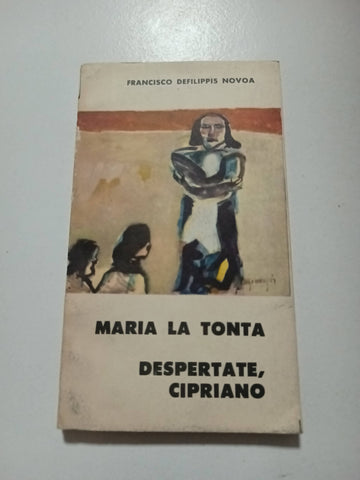 FRANCISCO DEFILIPPIS NOVOA
MARIA LA TONTA
DESPERTATE,
CIPRIANO